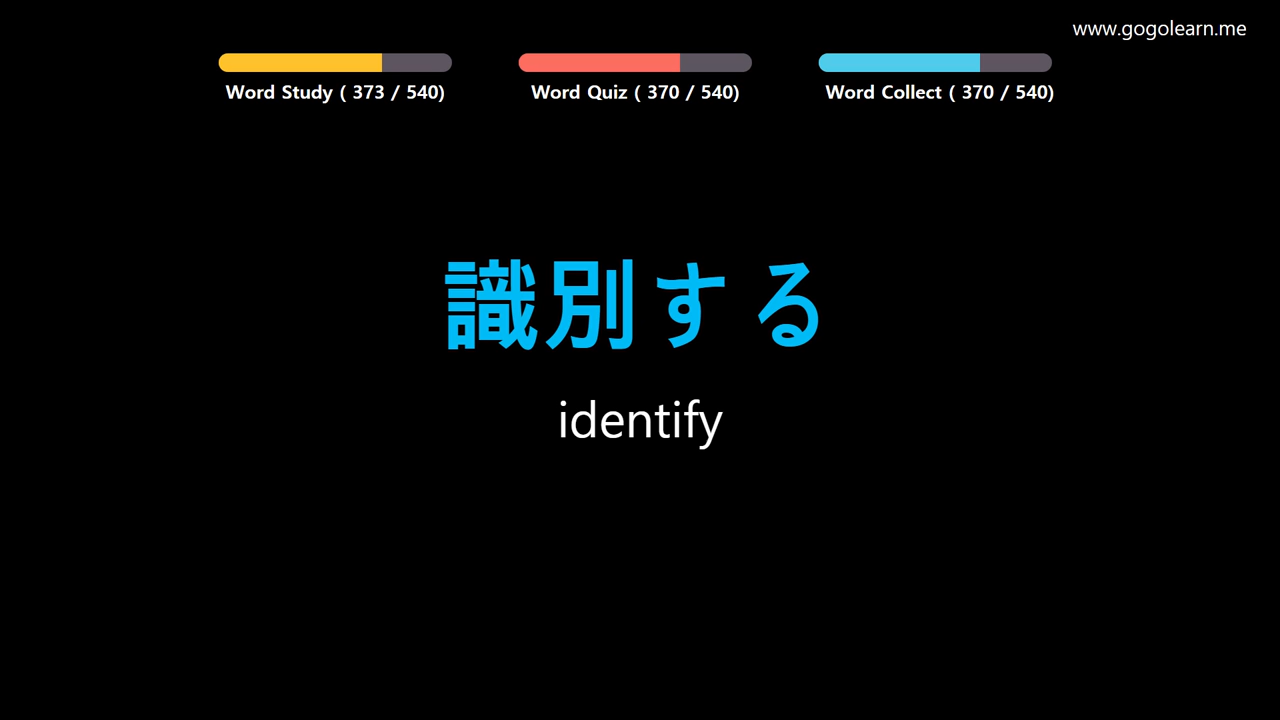 www.gogolearn.me
Word Study ( 373 / 540)
Word Quiz ( 370 / 540)
Word Collect ( 370 / 540)
識別する
identify